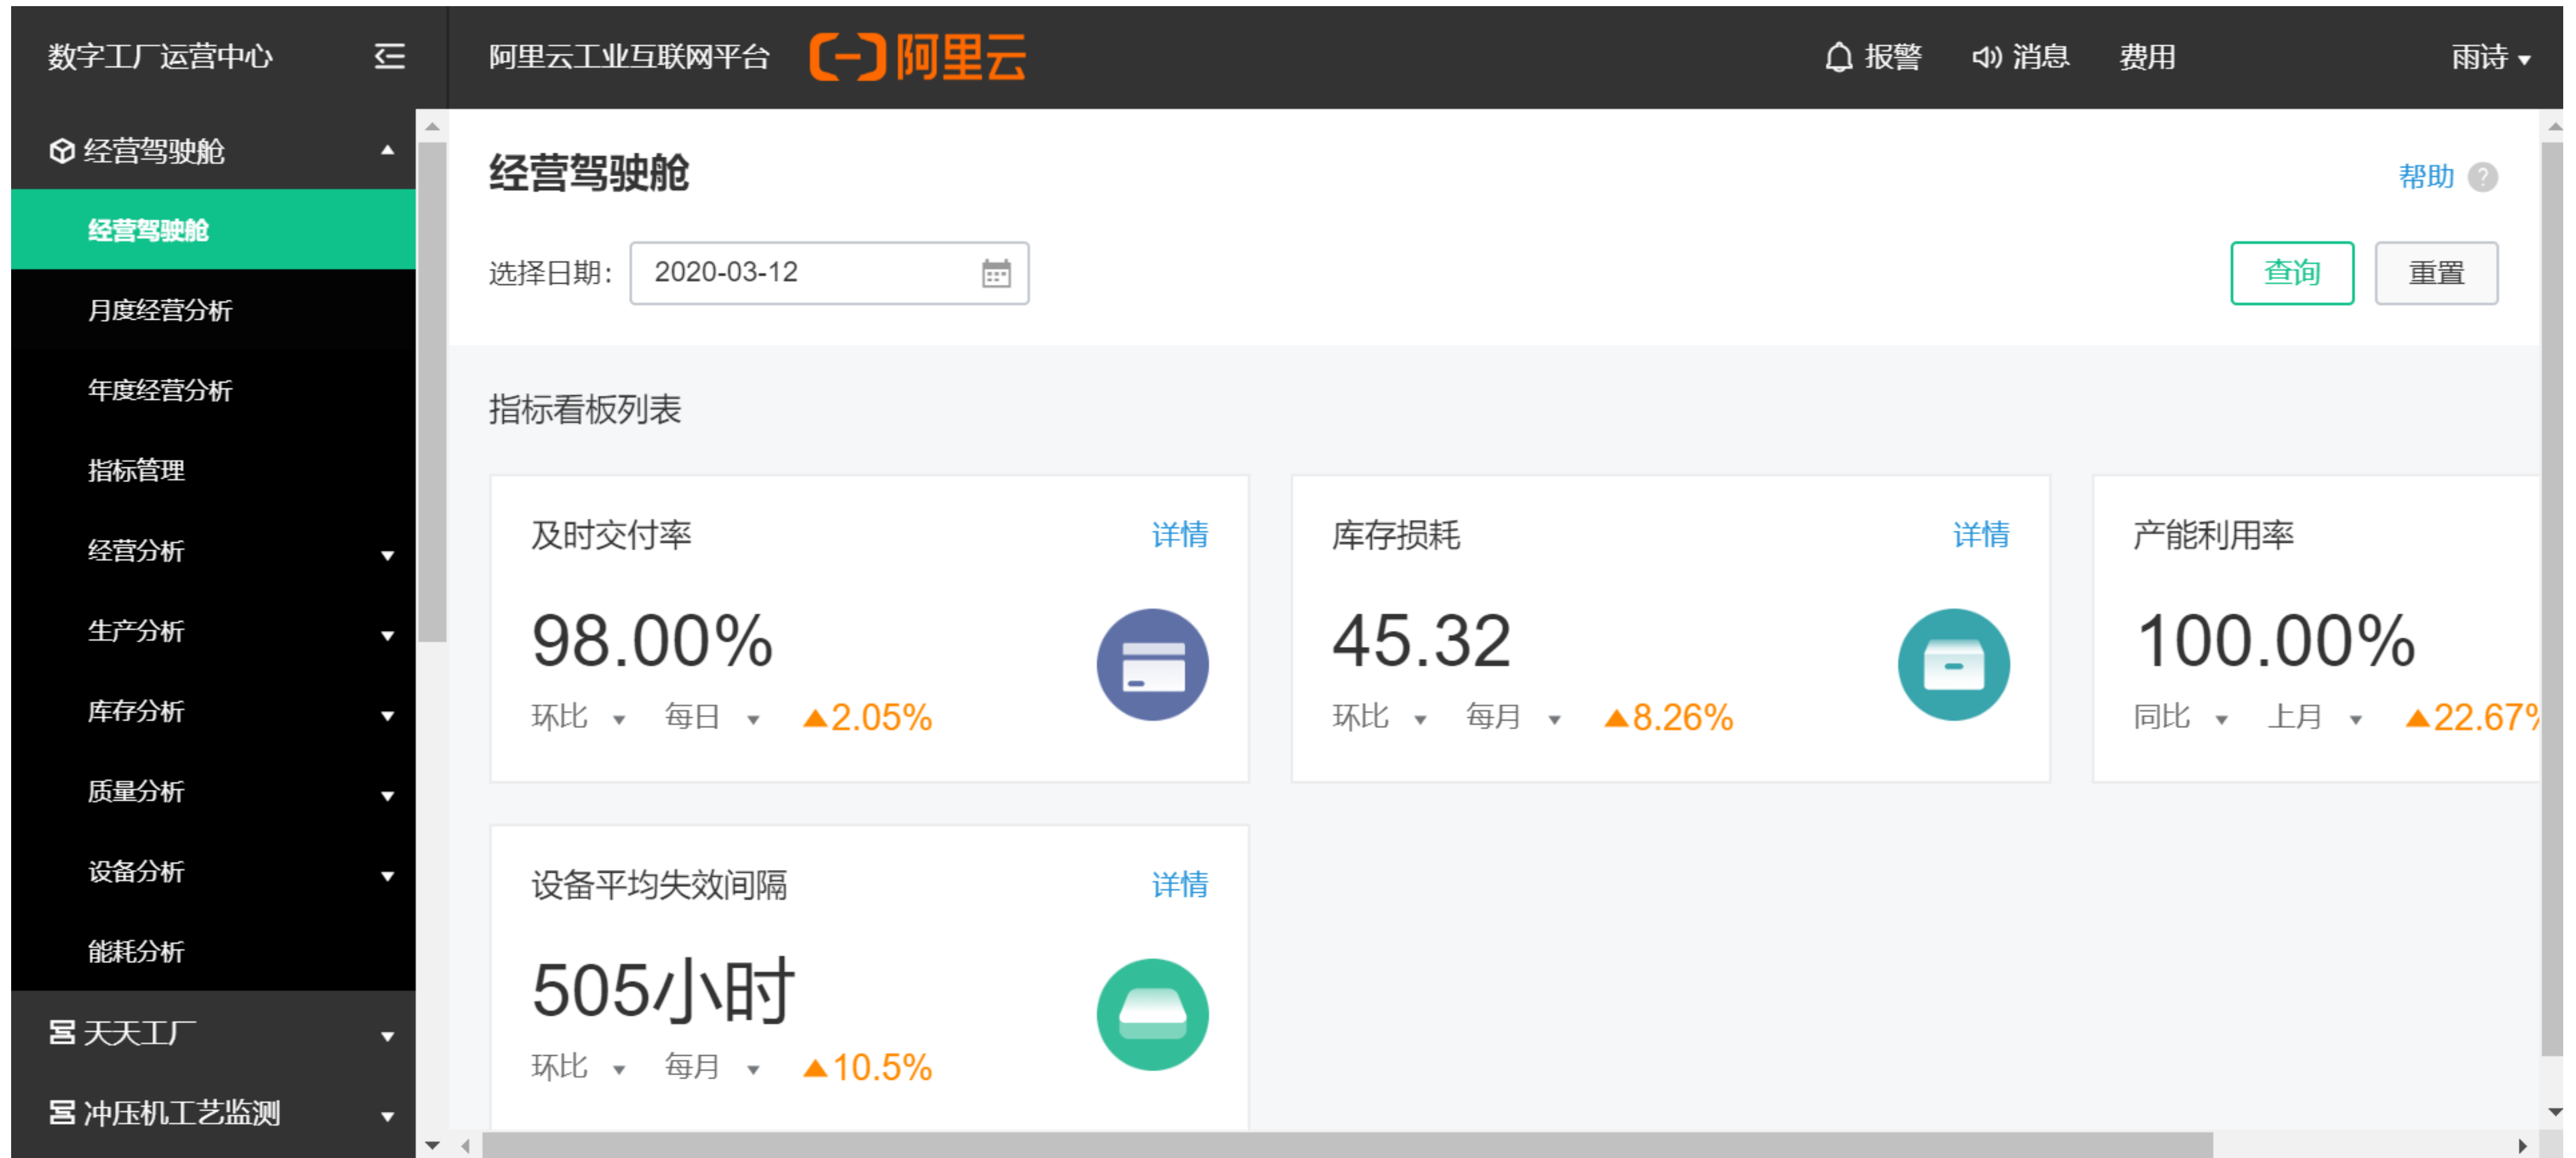 数字工厂运营中心
阿里云工业互联网平台 阿里云
报警 消息 费用 雨诗
经营驾驶舱
经营驾驶舱
月度经营分析
年度经营分析
指标管理
经营分析
生产分析
库存分析
质量分析
设备分析
能耗分析
天天工厂
冲压机工艺监测
经营驾驶舱
帮助 ?
选择日期: 2020-03-12
查询 重置
指标看板列表
及时交付率 详情
98.00%
环比 每日 ▲2.05%
库存损耗 详情
45.32
环比 每月 ▲8.26%
产能利用率
100.00%
同比 上月 ▲22.67%
设备平均失效间隔 详情
505小时
环比 每月 ▲10.5%